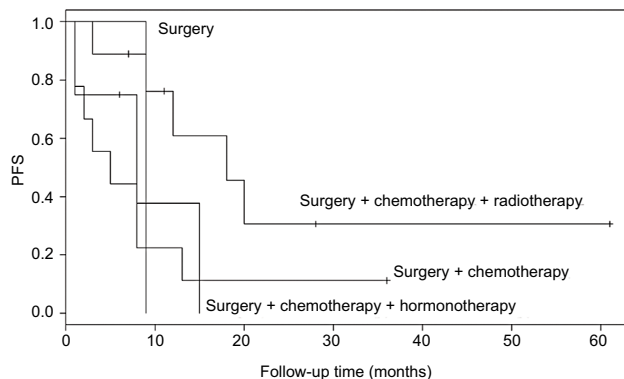 1.0
Surgery
0.8
0.6
PFS
0.4
Surgery + chemotherapy + radiotherapy
0.2
Surgery + chemotherapy
0.0
Surgery + chemotherapy + hormonotherapy
0 10 20 30 40 50 60
Follow-up time (months)